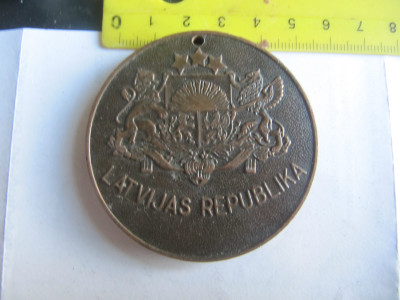 0 1 2 3 4 5 6 7 8
LATVIJAS REPUBLIKA